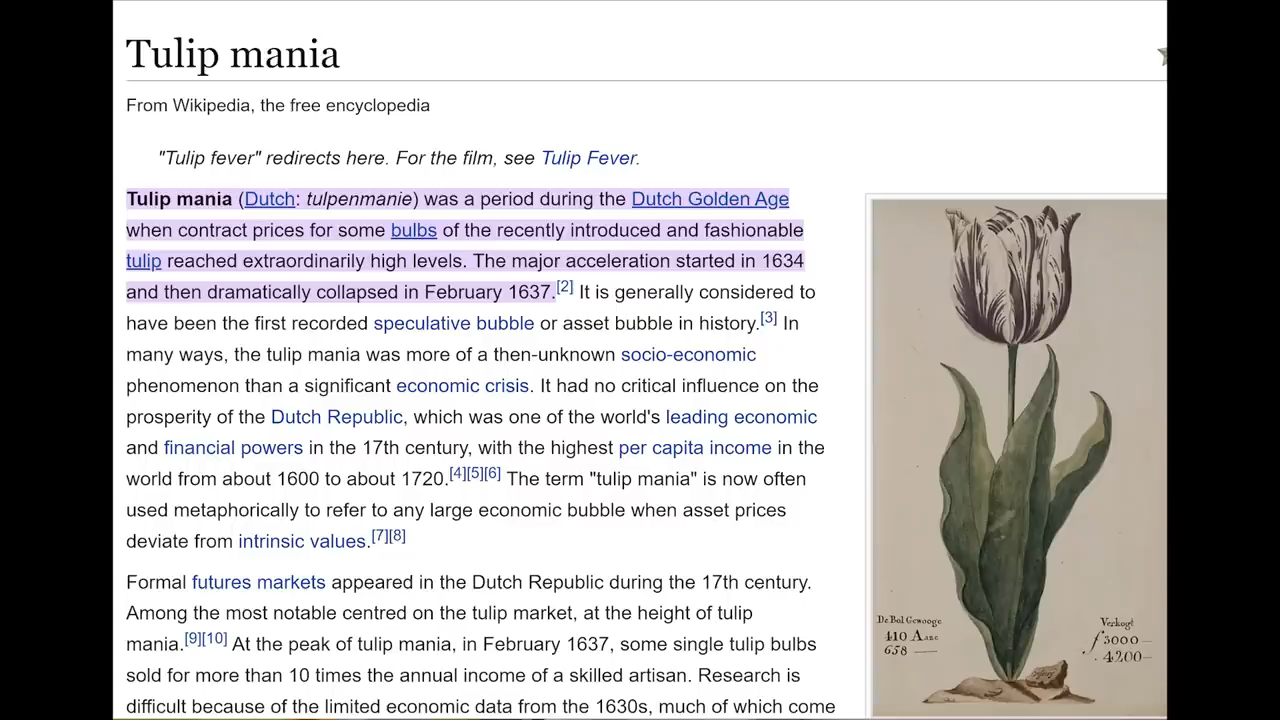 Tulip mania
From Wikipedia, the free encyclopedia
"Tulip fever" redirects here. For the film, see Tulip Fever.
Tulip mania (Dutch: tulpenmanie) was a period during the Dutch Golden Age
when contract prices for some bulbs of the recently introduced and fashionable
tulip reached extraordinarily high levels. The major acceleration started in 1634
and then dramatically collapsed in February 1637.[2] It is generally considered to
have been the first recorded speculative bubble or asset bubble in history.[3] In
many ways, the tulip mania was more of a then-unknown socio-economic
phenomenon than a significant economic crisis. It had no critical influence on the
prosperity of the Dutch Republic, which was one of the world's leading economic
and financial powers in the 17th century, with the highest per capita income in the
world from about 1600 to about 1720.[4][5][6] The term "tulip mania" is now often
used metaphorically to refer to any large economic bubble when asset prices
deviate from intrinsic values.[7][8]
Formal futures markets appeared in the Dutch Republic during the 17th century.
Among the most notable centred on the tulip market, at the height of tulip
mania.[9][10] At the peak of tulip mania, in February 1637, some single tulip bulbs
sold for more than 10 times the annual income of a skilled artisan. Research is
difficult because of the limited economic data from the 1630s, much of which come
De Bol Gewooge
410 Aase
658
Verkogt
ƒ 3000
4200